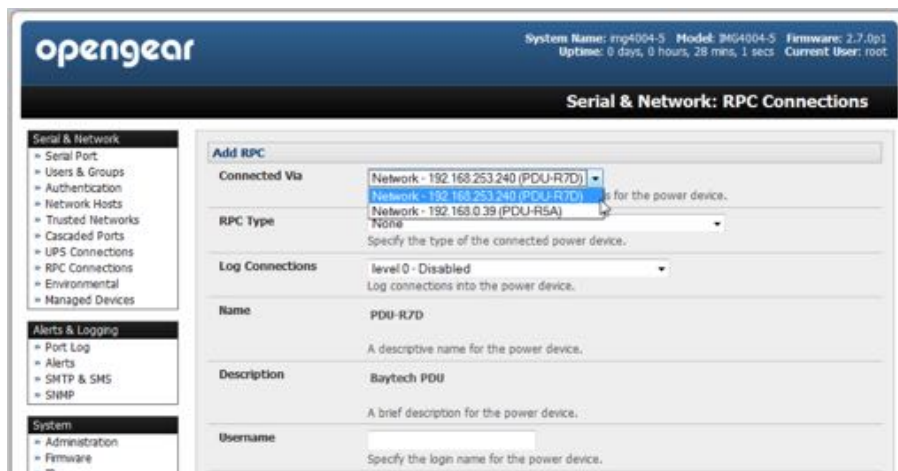 opengear
System Name: img4004-5 Model: IMG4004-5 Firmware: 2.7.0p1
Uptime: 0 days, 0 hours, 28 mins, 1 secs Current User: root
Serial & Network: RPC Connections
Serial & Network
» Serial Port
» Users & Groups
» Authentication
» Network Hosts
» Trusted Networks
» Cascaded Ports
» UPS Connections
» RPC Connections
» Environmental
» Managed Devices
Alerts & Logging
» Port Log
» Alerts
» SMTP & SMS
» SNMP
System
» Administration
» Firmware
Add RPC
Connected Via
Network - 192.168.253.240 (PDU-R7D)
Network - 192.168.253.240 (PDU-R7D)
for the power device.
Network - 192.168.0.39 (PDU-R5A)
RPC Type
None
Specify the type of the connected power device.
Log Connections
level 0 - Disabled
Log connections into the power device.
Name
PDU-R7D
A descriptive name for the power device.
Description
Baytech PDU
A brief description for the power device.
Username
Specify the login name for the power device.